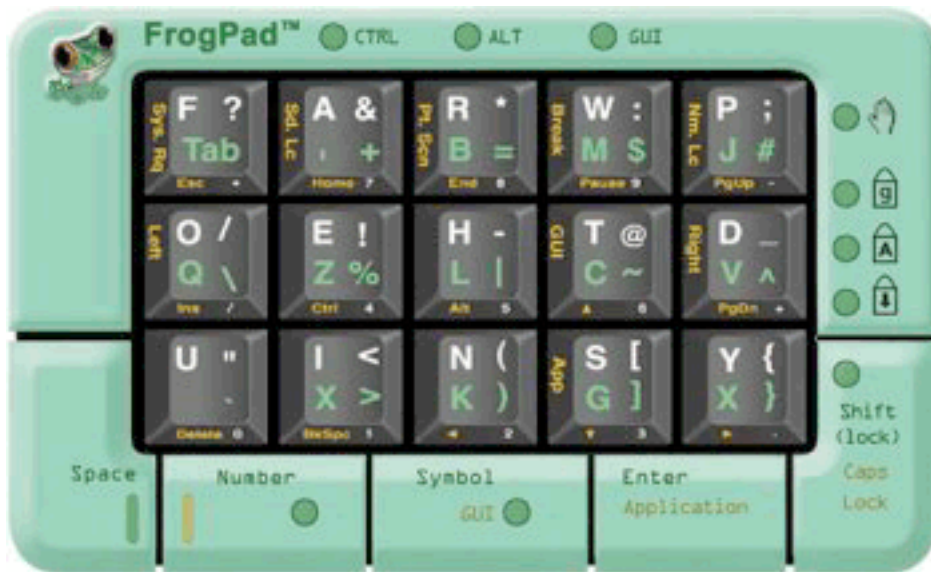 FrogPad™ CTRL ALT GUI
Frogio
Sys. Rq F ? Sd. Lc A & Pt. Scn R * Break W : Nm. Lc P ;
Tab , + B = M $ J #
Esc * Home 7 End 8 Pause 9 PgUp -
Left O / E ! H - GUI T @ Right D _
Q \ Z % L | C ~ V ^
Ins / Ctrl 4 Alt 5 ▲ 6 PgDn +
U " I < N ( App S [ Y {
` X > K ) G ] X }
Delete 0 BkSpc 1 ◄ 2 ▼ 3 ► .
g
A
Shift
(lock)
Caps
Lock
Space Number Symbol Enter
GUI Application